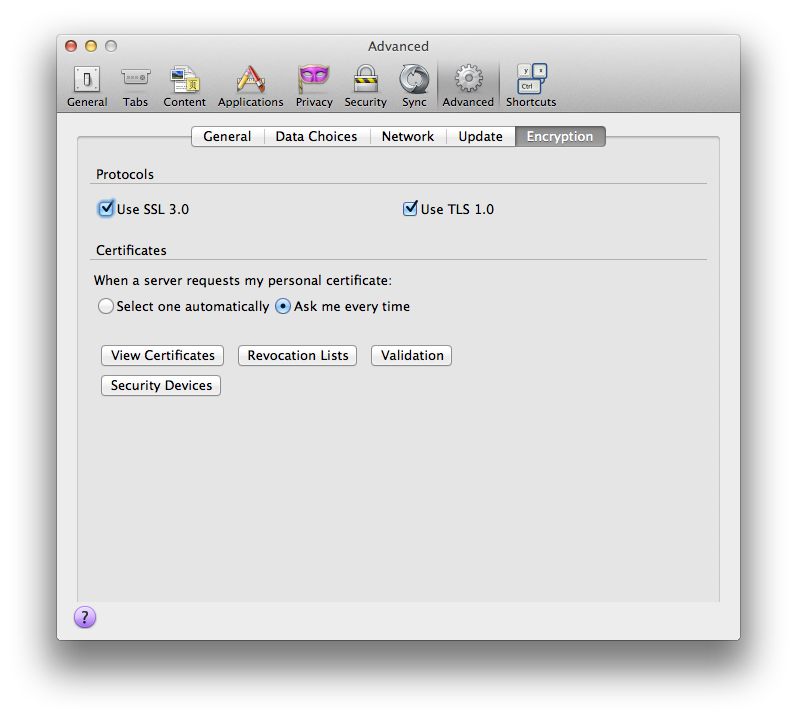 Advanced
General Tabs Content Applications Privacy Security Sync Advanced Shortcuts
y x
Ctrl
General Data Choices Network Update Encryption
Protocols
Use SSL 3.0 Use TLS 1.0
Certificates
When a server requests my personal certificate:
Select one automatically Ask me every time
View Certificates Revocation Lists Validation
Security Devices
?